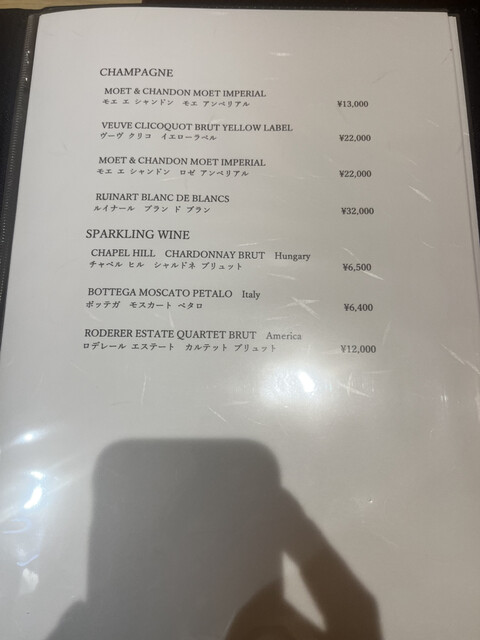 CHAMPAGNE
MOET & CHANDON MOET IMPERIAL
モエ エ シャンドン モエ アンペリアル ¥13,000
VEUVE CLICOQUOT BRUT YELLOW LABEL
ヴーヴ クリコ イエローラベル ¥22,000
MOET & CHANDON MOET IMPERIAL
モエ エ シャンドン ロゼ アンペリアル ¥22,000
RUINART BLANC DE BLANCS
ルイナール ブラン ド ブラン ¥32,000
SPARKLING WINE
CHAPEL HILL CHARDONNAY BRUT Hungary
チャペル ヒル シャルドネ ブリュット ¥6,500
BOTTEGA MOSCATO PETALO Italy
ボッテガ モスカート ペタロ ¥6,400
RODERER ESTATE QUARTET BRUT America
ロデレール エステート カルテット ブリュット ¥12,000